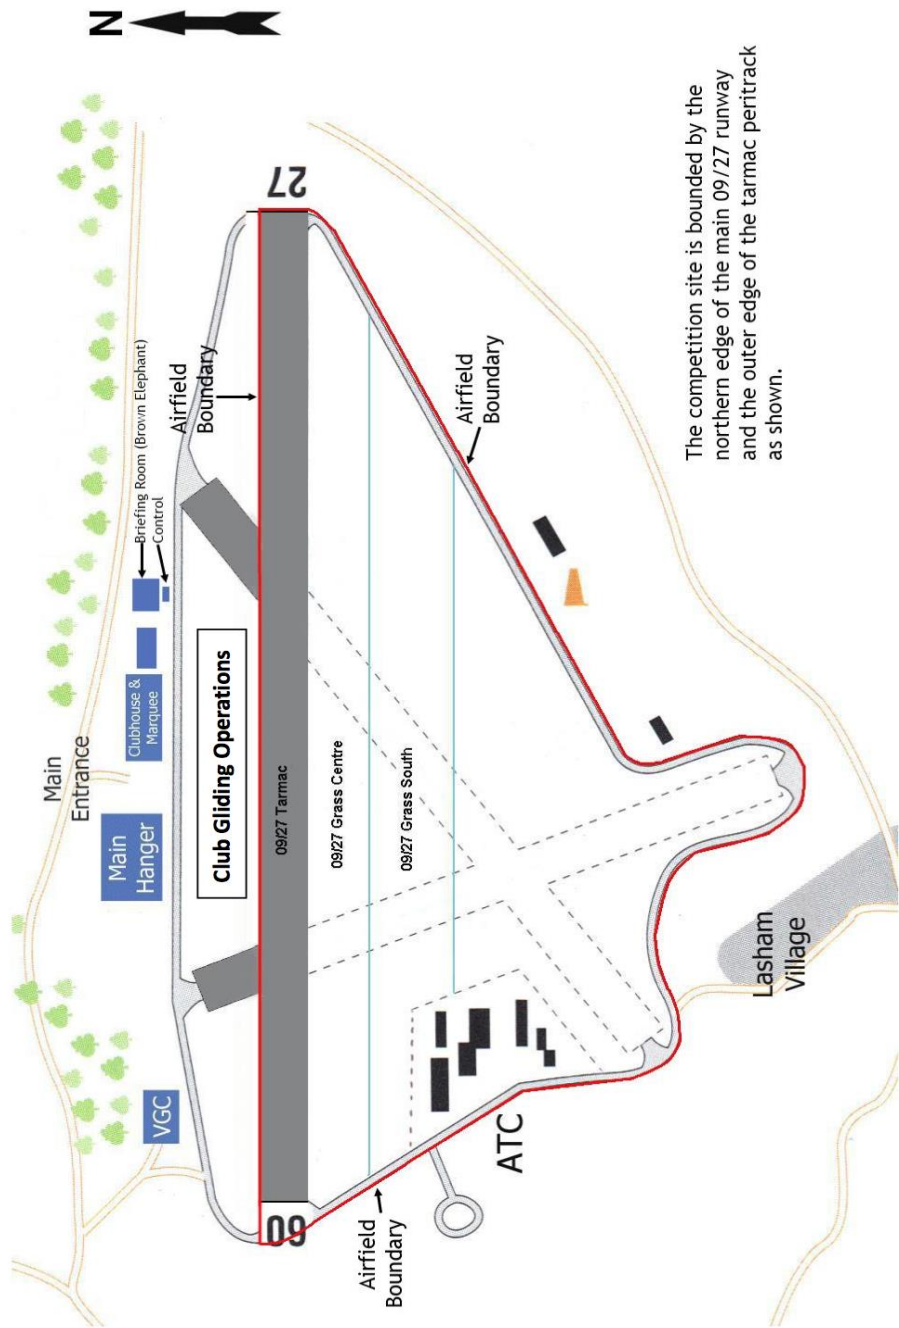 N
27
Briefing Room (Brown Elephant)
Control
Airfield
Boundary
Airfield
Boundary
The competition site is bounded by the
northern edge of the main 09/27 runway
and the outer edge of the tarmac peritrack
as shown.
Clubhouse &
Marquee
Main
Entrance
Main
Hanger
Club Gliding Operations
09/27 Tarmac
09/27 Grass Centre
09/27 Grass South
Lasham
Village
VGC
09
ATC
Airfield
Boundary